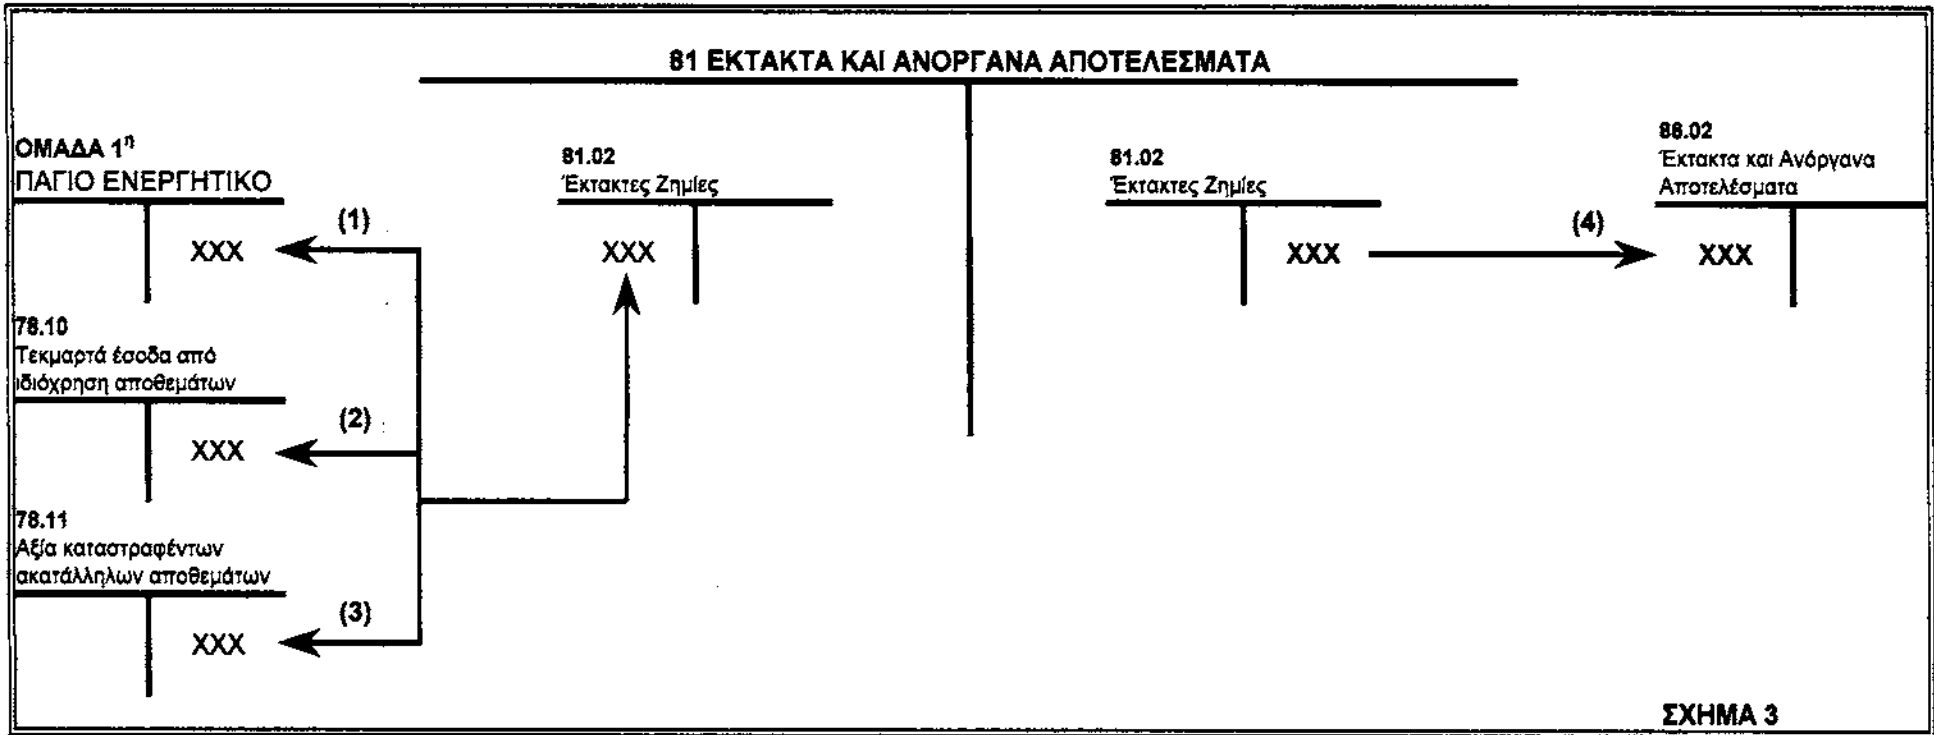 81 ΕΚΤΑΚΤΑ ΚΑΙ ΑΝΟΡΓΑΝΑ ΑΠΟΤΕΛΕΣΜΑΤΑ
ΟΜΑΔΑ 1η
ΠΑΓΙΟ ΕΝΕΡΓΗΤΙΚΟ
(1)
XXX
78.10
Τεκμαρτά έσοδα από
ιδιόχρηση αποθεμάτων
(2)
XXX
78.11
Αξία καταστραφέντων
ακατάλληλων αποθεμάτων
(3)
XXX
81.02
Έκτακτες Ζημίες
XXX
81.02
Έκτακτες Ζημίες
XXX
(4)
88.02
Έκτακτα και Ανόργανα
Αποτελέσματα
XXX
ΣΧΗΜΑ 3